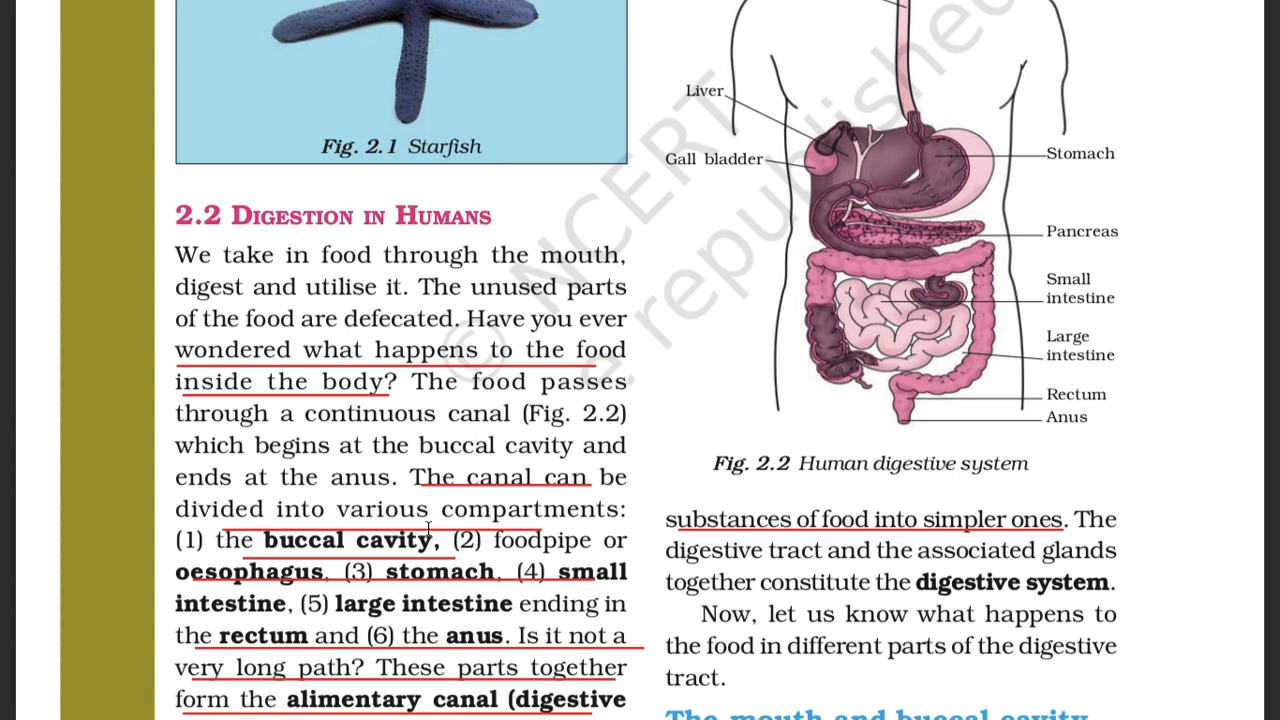 Fig. 2.1 Starfish
2.2 DIGESTION IN HUMANS
We take in food through the mouth,
digest and utilise it. The unused parts
of the food are defecated. Have you ever
wondered what happens to the food
inside the body? The food passes
through a continuous canal (Fig. 2.2)
which begins at the buccal cavity and
ends at the anus. The canal can be
divided into various compartments:
(1) the buccal cavity, (2) foodpipe or
oesophagus, (3) stomach, (4) small
intestine, (5) large intestine ending in
the rectum and (6) the anus. Is it not a
very long path? These parts together
form the alimentary canal (digestive
Liver
Gall bladder
Stomach
Pancreas
Small
intestine
Large
intestine
Rectum
Anus
Fig. 2.2 Human digestive system
substances of food into simpler ones. The
digestive tract and the associated glands
together constitute the digestive system.
Now, let us know what happens to
the food in different parts of the digestive
tract.
The mouth and buccal cavity
© NCERT
republished